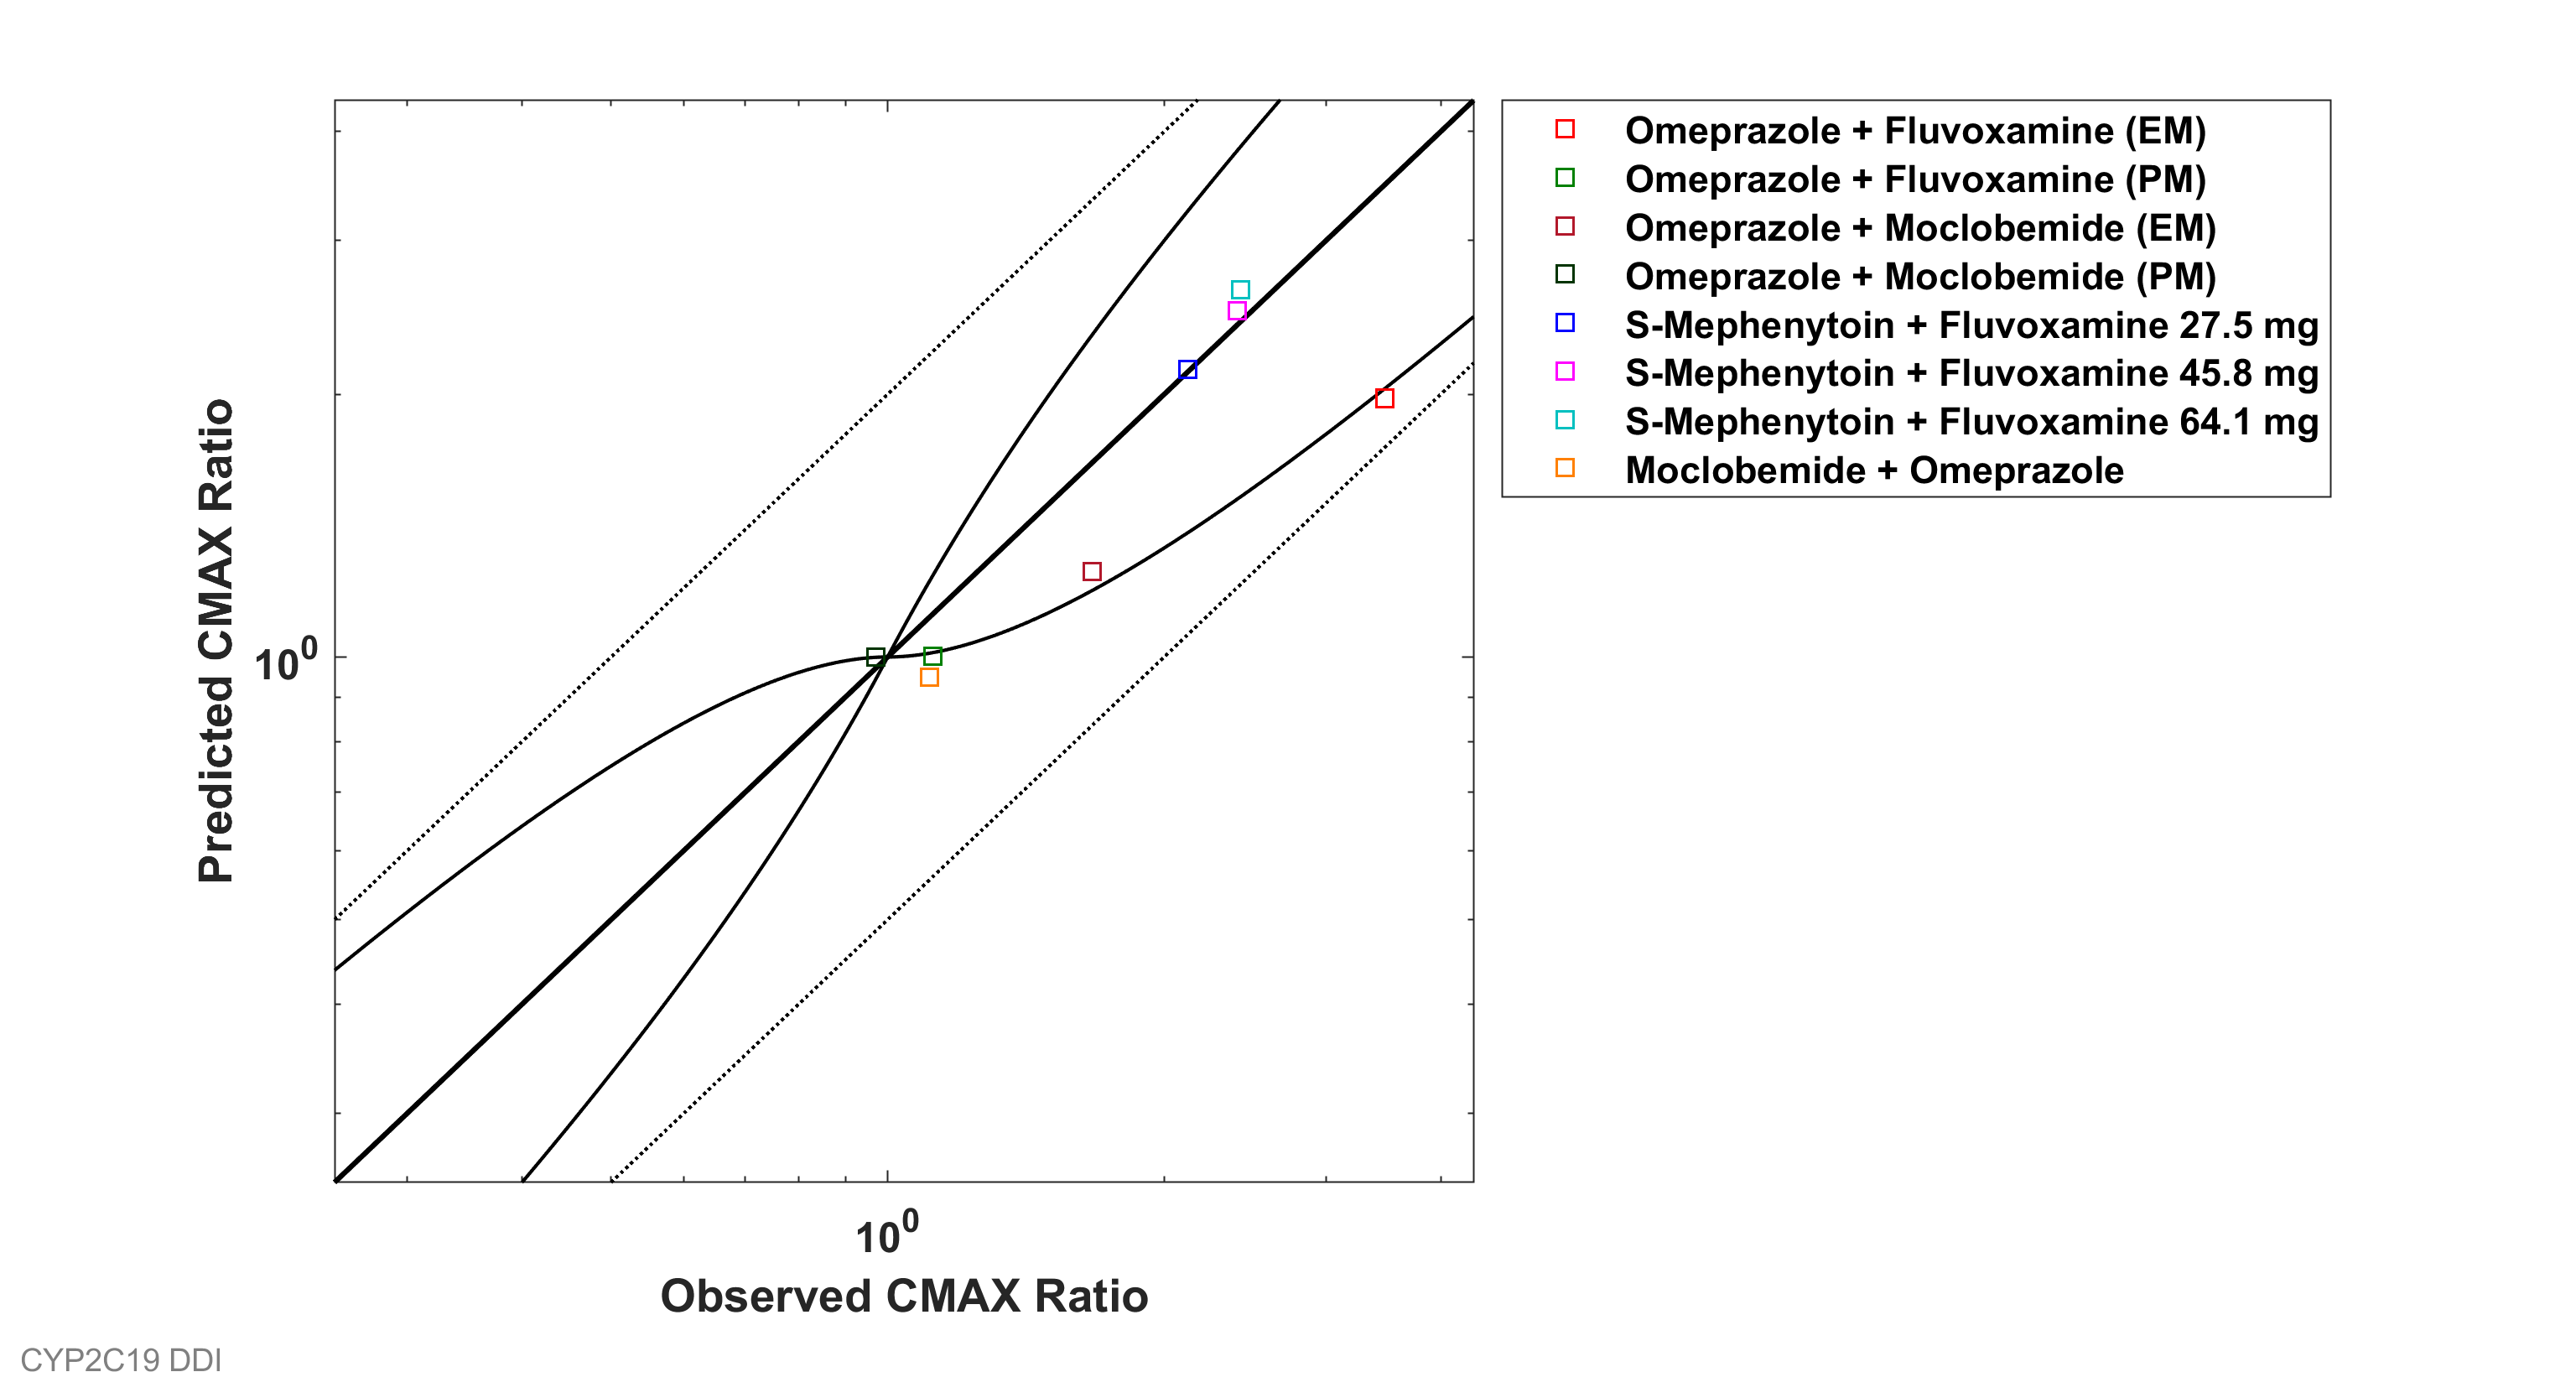 Omeprazole + Fluvoxamine (EM)
Omeprazole + Fluvoxamine (PM)
Omeprazole + Moclobemide (EM)
Omeprazole + Moclobemide (PM)
S-Mephenytoin + Fluvoxamine 27.5 mg
S-Mephenytoin + Fluvoxamine 45.8 mg
S-Mephenytoin + Fluvoxamine 64.1 mg
Moclobemide + Omeprazole
Predicted CMAX Ratio
10⁰
10⁰
Observed CMAX Ratio
CYP2C19 DDI